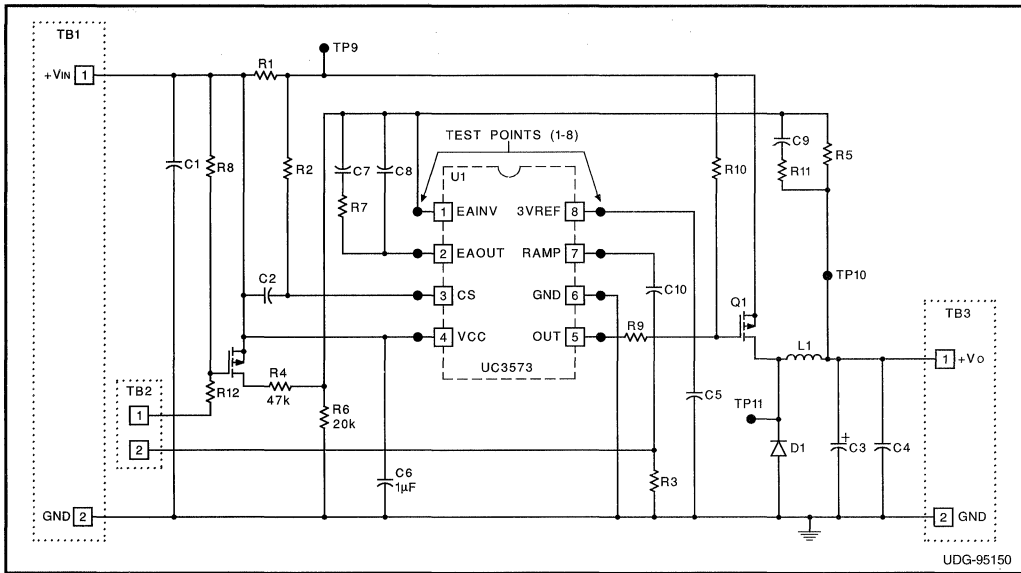 TB1
+VIN 1
R1
TP9
C1
R8
R2
C7
C8
R7
TEST POINTS (1-8)
U1
1 EAINV
3VREF 8
2 EAOUT
RAMP 7
3 CS
GND 6
4 VCC
OUT 5
UC3573
R10
C9
R11
R5
C2
C10
R9
Q1
TP10
TB3
1 +VO
L1
R4
47k
R12
TB2
1
2
R6
20k
C5
TP11
D1
C3
+
C4
C6
1µF
R3
GND 2
2 GND
UDG-95150